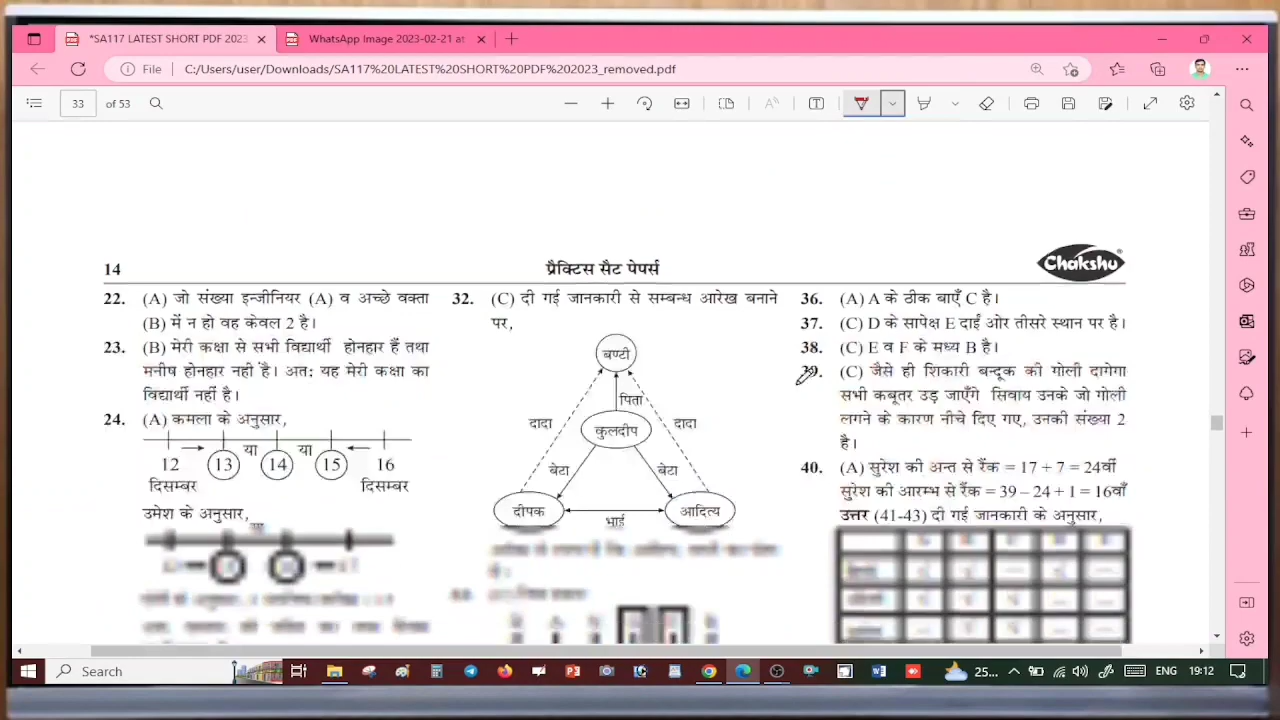 *SA117 LATEST SHORT PDF 2023
WhatsApp Image 2023-02-21 at
File
C:/Users/user/Downloads/SA117%20LATEST%20SHORT%20PDF%202023_removed.pdf
33 of 53
14
प्रैक्टिस सैट पेपर्स
Chakshu
22. (A) जो संख्या इन्जीनियर (A) व अच्छे वक्ता
(B) में न हो वह केवल 2 है।
23. (B) मेरी कक्षा से सभी विद्यार्थी होनहार हैं तथा
मनीष होनहार नही है। अत: यह मेरी कक्षा का
विद्यार्थी नहीं है।
24. (A) कमला के अनुसार,
या या
12 13 14 15 16
दिसम्बर दिसम्बर
उमेश के अनुसार,
32. (C) दी गई जानकारी से सम्बन्ध आरेख बनाने
पर,
बण्टी
पिता
दादा कुलदीप दादा
बेटा बेटा
दीपक आदित्य
भाई
36. (A) A के ठीक बाएँ C है।
37. (C) D के सापेक्ष E दाईं ओर तीसरे स्थान पर है।
38. (C) E व F के मध्य B है।
39. (C) जैसे ही शिकारी बन्दूक की गोली दागेगा
सभी कबूतर उड़ जाएँगे सिवाय उनके जो गोली
लगने के कारण नीचे दिए गए, उनकी संख्या 2
है।
40. (A) सुरेश की अन्त से रैंक = 17 + 7 = 24वीं
सुरेश की आरम्भ से रैंक = 39 – 24 + 1 = 16वाँ
उत्तर (41-43) दी गई जानकारी के अनुसार,
Search
25...
ENG
19:12